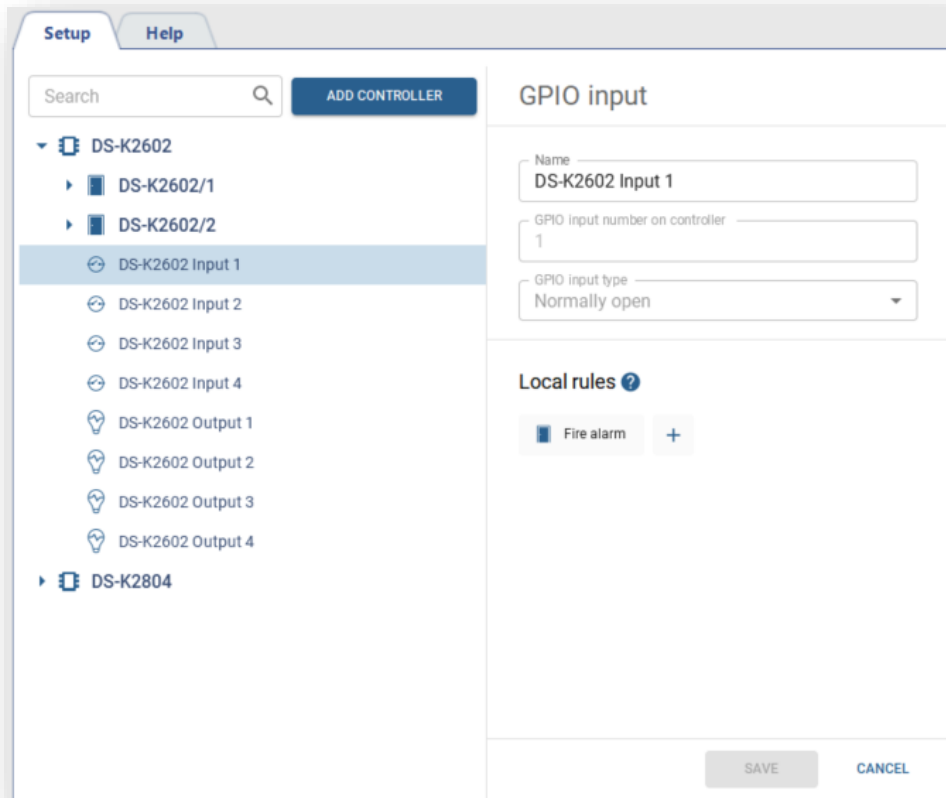 Setup
Help
Search
ADD CONTROLLER
DS-K2602
DS-K2602/1
DS-K2602/2
DS-K2602 Input 1
DS-K2602 Input 2
DS-K2602 Input 3
DS-K2602 Input 4
DS-K2602 Output 1
DS-K2602 Output 2
DS-K2602 Output 3
DS-K2602 Output 4
DS-K2804
GPIO input
Name
DS-K2602 Input 1
GPIO input number on controller
1
GPIO input type
Normally open
Local rules ?
Fire alarm +
SAVE
CANCEL